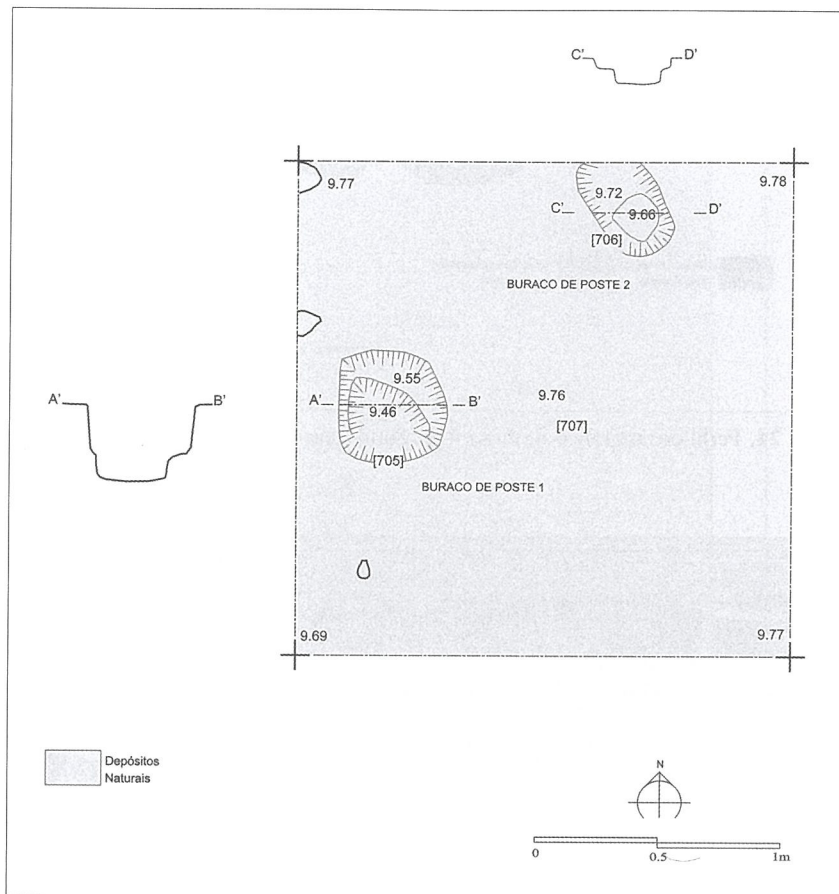 C' D'
9.77
9.78
9.72
C' 9.66 D'
[706]
BURACO DE POSTE 2
9.55
9.76
A' B'
A' 9.46 B'
[707]
[705]
BURACO DE POSTE 1
9.69
9.77
Depósitos
Naturais
N
0 0.5 1m